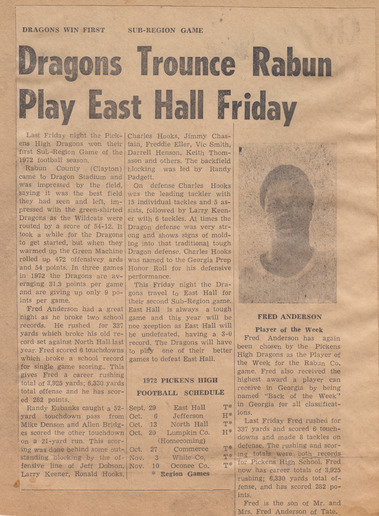 DRAGONS WIN FIRST SUB-REGION GAME
Dragons Trounce Rabun
Play East Hall Friday
Last Friday night the Pick-
ens High Dragons won their
first Sub-Region Game of the
1972 football season.
Rabun County (Clayton)
came to Dragon Stadium and
was impressed by the field,
saying it was the best field
they had seen and left, im-
pressed with the green-shirted
Dragons as the Wildcats were
routed by a score of 54-12. It
took a while for the Dragons
to get started, but when they
warmed up the Green Machine
rolled up 472 offensively ards
and 54 points. In three games
in 1972 the Dragons are av-
eraging 31.3 points per game
and are giving up only 9 po-
ints per game.
Fred Anderson had a great
night as he broke two school
records. He rushed for 327
yards which broke his old re-
cord set against North Hall last
year. Fred scored 6 touchdowns
which broke a school record
for single game scoring. This
gives Fred a career rushing
total of 3,925 yards, 6,336 yards
total offense and he has scor-
ed 262 points.
Randy Eubanks caught a 52-
yard touchdown pass from
Mike Denson and Allen Bridg-
es scored the other touchdown
on a 21-yard run. This scor-
ing was done behind some out-
standing blocking by the of-
fensive line of Jeff Dobson,
Larry Keener, Ronald Hooks,
Charles Hooks, Jimmy Chas-
tain, Freddie Eller, Vic Smith,
Darrell Henson, Keith Thom-
son and others. The backfield
blocking was led by Randy
Padgett.
On defense Charles Hooks
was the leading tackler with
15 individual tackles and 5 as-
sists, followed by Larry Keen-
er with 6 tackles. At times the
Dragon defense was very str-
ong and shows signs of mold-
ing into that traditional tough
Dragon defense. Charles Hooks
was named to the Georgia Prep
Honor Roll for his defensive
performance.
This Friday night the Dra-
gons travel to East Hall for
their second Sub-Region game.
East Hall is always a tough
game and this year will be
no exception as East Hall will
be undefeated, having a 3-0
record. The Dragons will have
to play one of their better
games to defeat East Hall.
1972 PICKENS HIGH
FOOTBALL SCHEDULE
Sept. 29 East Hall T*
Oct. 6 Jefferson H*
Oct. 13 North Hall T*
Oct. 20 Lumpkin Co. H*
(Homecoming)
Oct. 27 Commerce T*
Nov. 3 White Co. T*
Nov. 10 Oconee Co. T*
* Region Games
FRED ANDERSON
Player of the Week
Fred Anderson has again
been chosen by the Pickens
High Dragons as the Player of
the Week for the Rabun Co.
game. Fred also received the
highest award a player can
receive in Georgia by being
named "Back of the Week"
in Georgia for all classificat-
ions.
Last Friday Fred rushed for
327 yards and scored 6 touch-
downs and made 6 tackles on
defense. The rushing and scor-
ing totals were both records
for Pickens High School. Fred
now has career totals of 3,925
rushing; 6,336 yards total of-
fense, and has scored 262 po-
ints.
Fred is the son of Mr. and
Mrs. Fred Anderson of Tate.